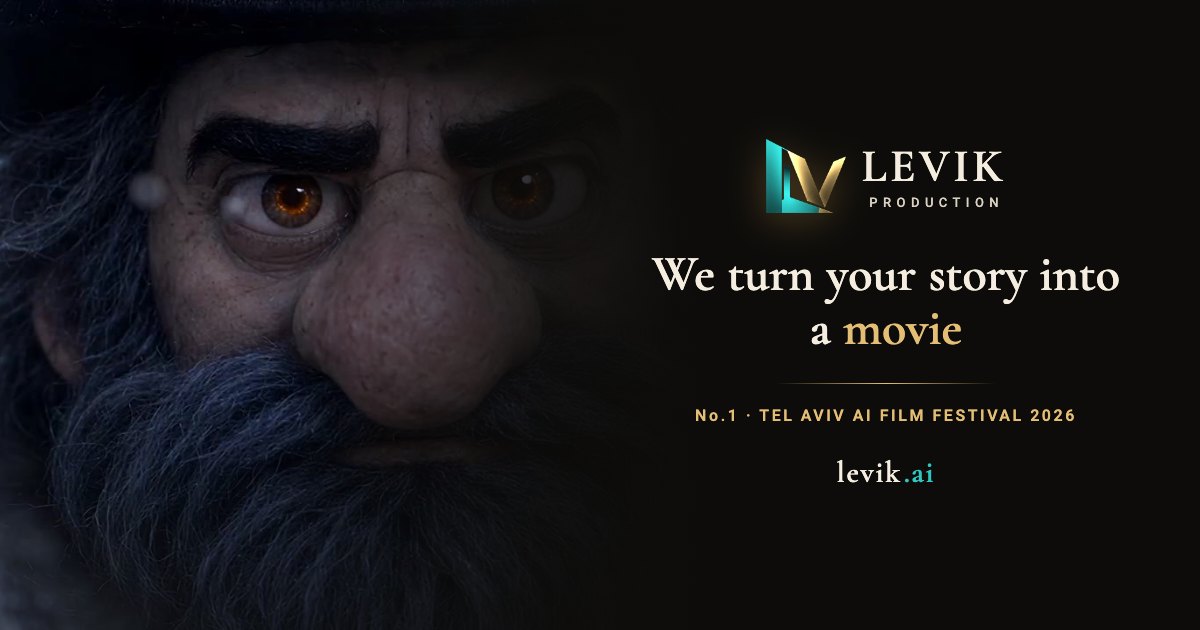 LEVIK
PRODUCTION
We turn your story into
a movie
No.1 · TEL AVIV AI FILM FESTIVAL 2026
levik.ai